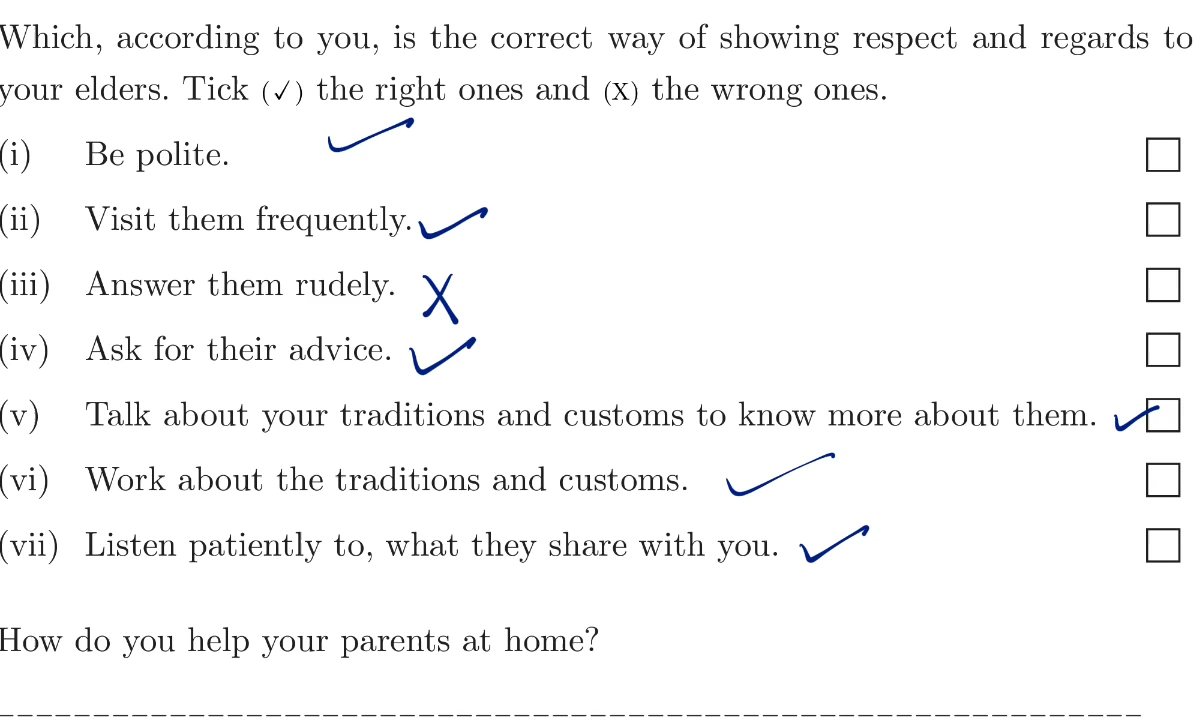 Which, according to you, is the correct way of showing respect and regards to
your elders. Tick (✓) the right ones and (X) the wrong ones.
(i) Be polite. ✓
(ii) Visit them frequently. ✓
(iii) Answer them rudely. X
(iv) Ask for their advice. ✓
(v) Talk about your traditions and customs to know more about them. ✓
(vi) Work about the traditions and customs. ✓
(vii) Listen patiently to, what they share with you. ✓
How do you help your parents at home?